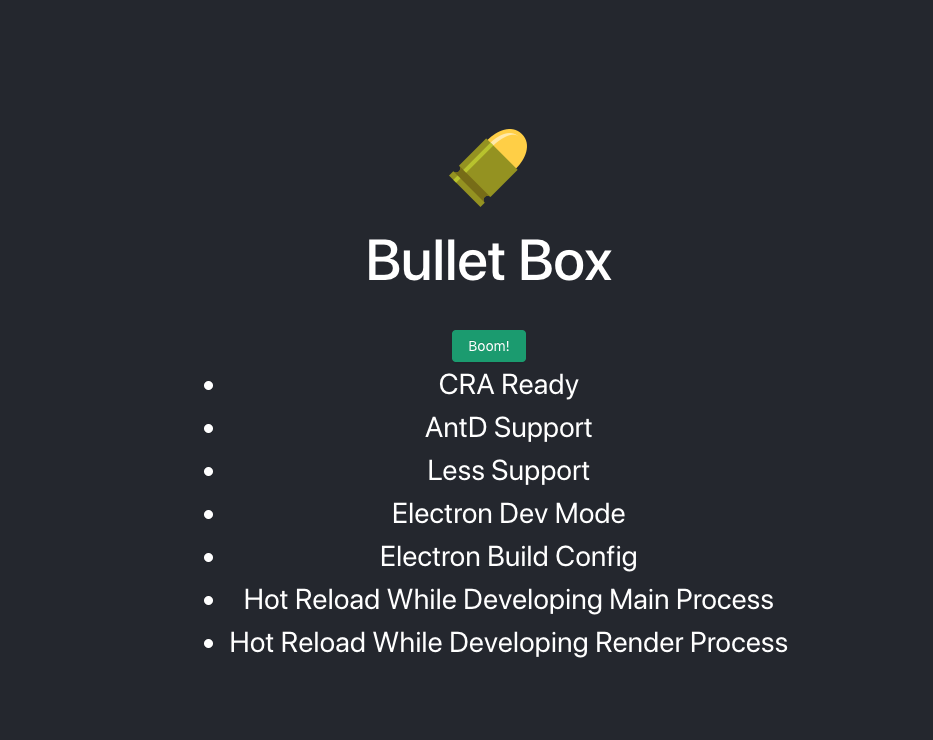 Bullet Box
Boom!
CRA Ready
AntD Support
Less Support
Electron Dev Mode
Electron Build Config
Hot Reload While Developing Main Process
Hot Reload While Developing Render Process